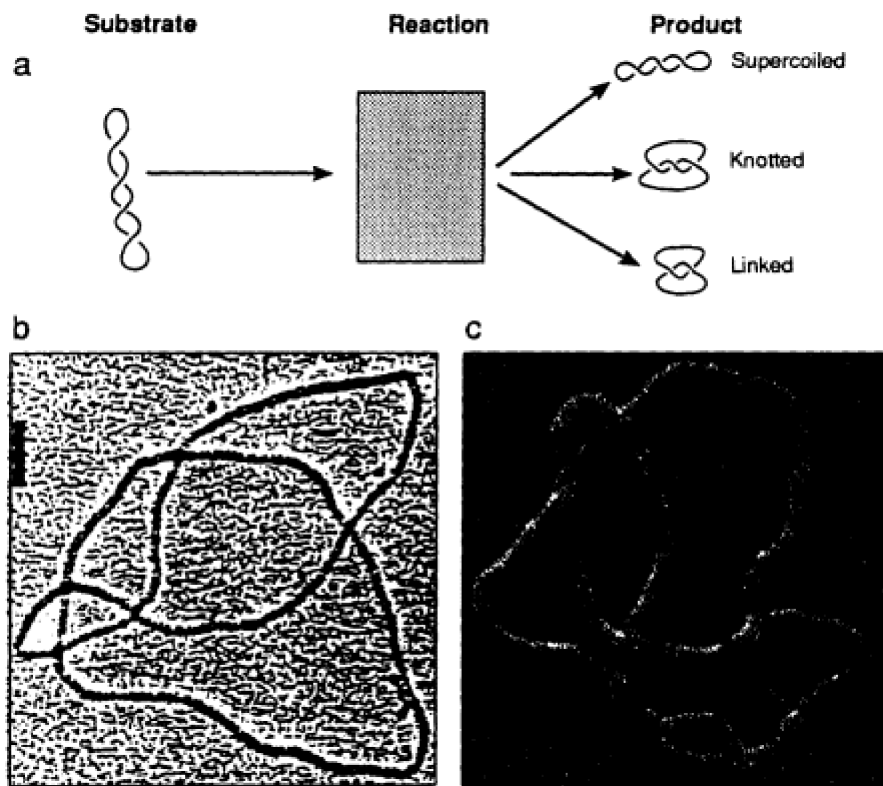 Substrate Reaction Product
a
Supercoiled
Knotted
Linked
b c